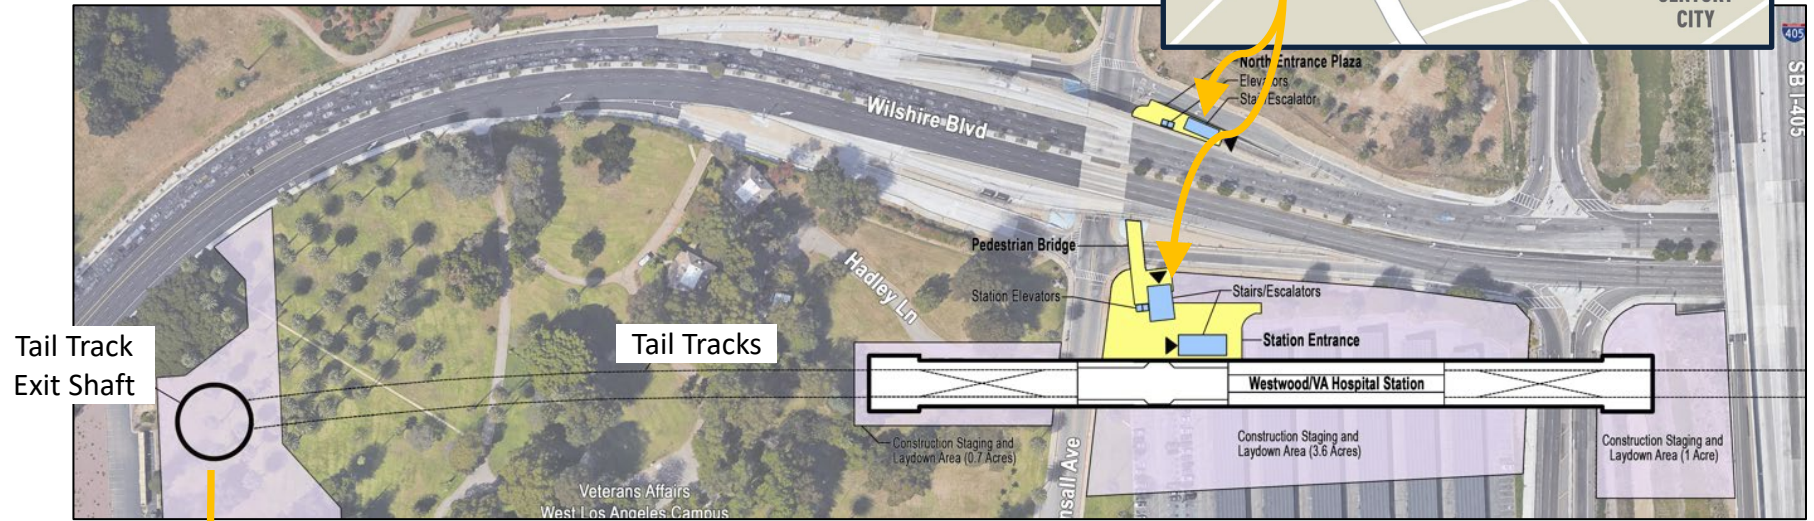 CITY
405
SB I-405
North Entrance Plaza
Elevators
Stair/Escalator
Wilshire Blvd
Pedestrian Bridge
Hadley Ln
Station Elevators
Stairs/Escalators
Tail Track
Exit Shaft
Tail Tracks
Station Entrance
Westwood/VA Hospital Station
Construction Staging and
Laydown Area (0.7 Acres)
Construction Staging and
Laydown Area (3.6 Acres)
Construction Staging and
Laydown Area (1 Acre)
nsall Ave
Veterans Affairs
West Los Angeles Campus